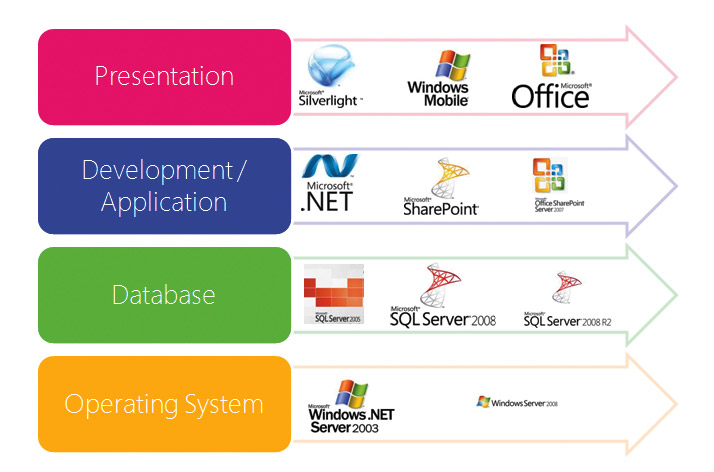 Presentation
Microsoft®
Silverlight™
Windows
Mobile®
Microsoft®
Office
Development /
Application
Microsoft®
.NET
Microsoft®
SharePoint®
Microsoft®
Office SharePoint
Server 2007
Database
Microsoft®
SQL Server 2005
Microsoft®
SQL Server® 2008
Microsoft®
SQL Server® 2008 R2
Operating System
Microsoft®
Windows .NET
Server 2003
Windows Server 2008